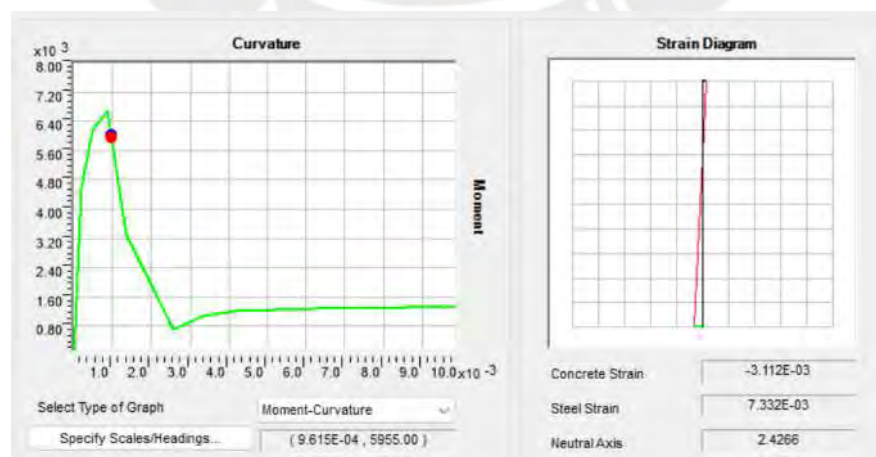 Curvature
x10 3
8.00
7.20
6.40
5.60
4.80
4.00
3.20
2.40
1.60
0.80
1.0 2.0 3.0 4.0 5.0 6.0 7.0 8.0 9.0 10.0 x10 -3
Moment
Select Type of Graph
Moment-Curvature
Specify Scales/Headings...
( 9.615E-04 , 5955.00 )
Strain Diagram
Concrete Strain
-3.112E-03
Steel Strain
7.332E-03
Neutral Axis
2.4266